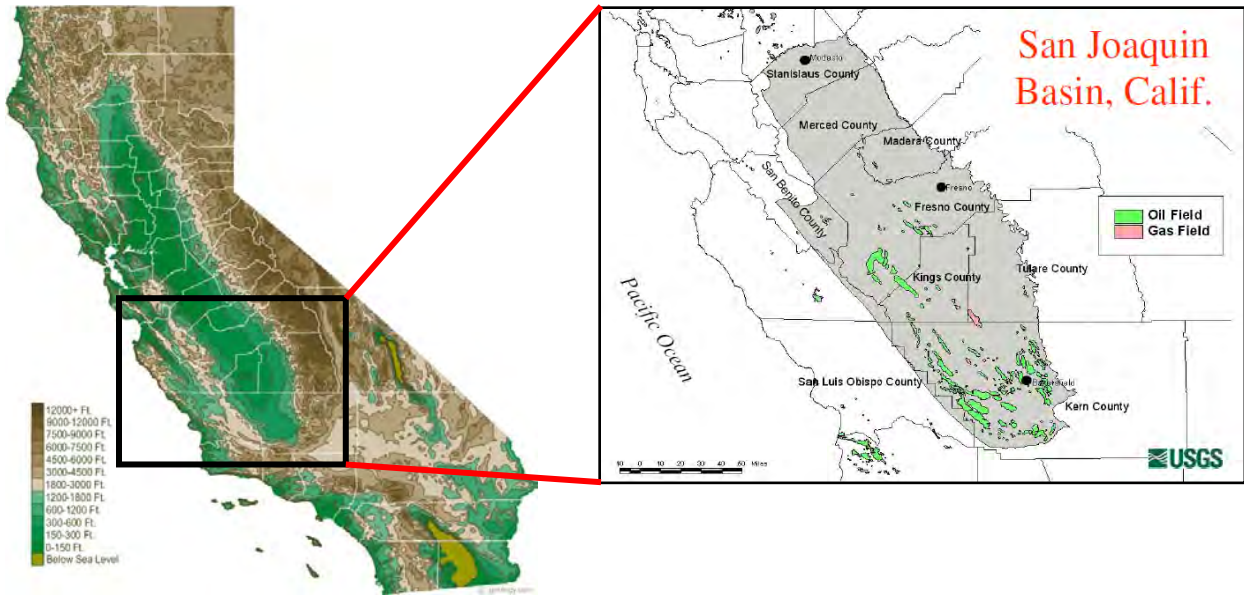 12000+ Ft.
9000-12000 Ft.
7500-9000 Ft.
6000-7500 Ft.
4500-6000 Ft.
3000-4500 Ft.
1800-3000 Ft.
1200-1800 Ft.
600-1200 Ft.
300-600 Ft.
150-300 Ft.
0-150 Ft.
Below Sea Level
San Joaquin
Basin, Calif.
Modesto
Stanislaus County
Merced County
Madera County
San Benito County
Fresno
Fresno County
Oil Field
Gas Field
Kings County
Tulare County
Pacific Ocean
San Luis Obispo County
Kern County
Miles
USGS